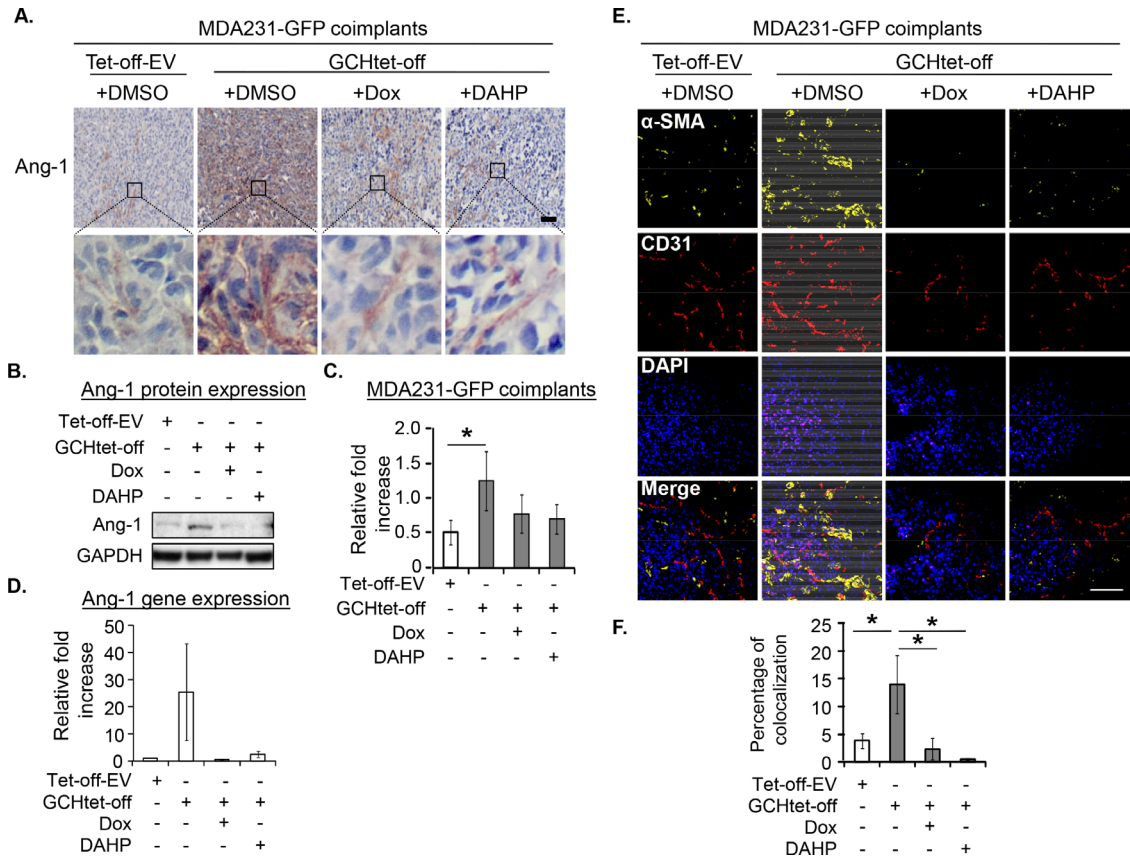 A.
MDA231-GFP coimplants
Tet-off-EV GCHtet-off
+DMSO +DMSO +Dox +DAHP
Ang-1
B.
Ang-1 protein expression
Tet-off-EV + - - -
GCHtet-off - + + +
Dox - - + -
DAHP - - - +
Ang-1
GAPDH
C.
MDA231-GFP coimplants
Relative fold
increase
2.0
1.5
1.0
0.5
0
*
Tet-off-EV + - - -
GCHtet-off - + + +
Dox - - + -
DAHP - - - +
D.
Ang-1 gene expression
Relative fold
increase
50
40
30
20
10
0
Tet-off-EV + - - -
GCHtet-off - + + +
Dox - - + -
DAHP - - - +
E.
MDA231-GFP coimplants
Tet-off-EV GCHtet-off
+DMSO +DMSO +Dox +DAHP
α-SMA
CD31
DAPI
Merge
F.
Percentage of
colocalization
25
20
15
10
5
0
* *
*
Tet-off-EV + - - -
GCHtet-off - + + +
Dox - - + -
DAHP - - - +